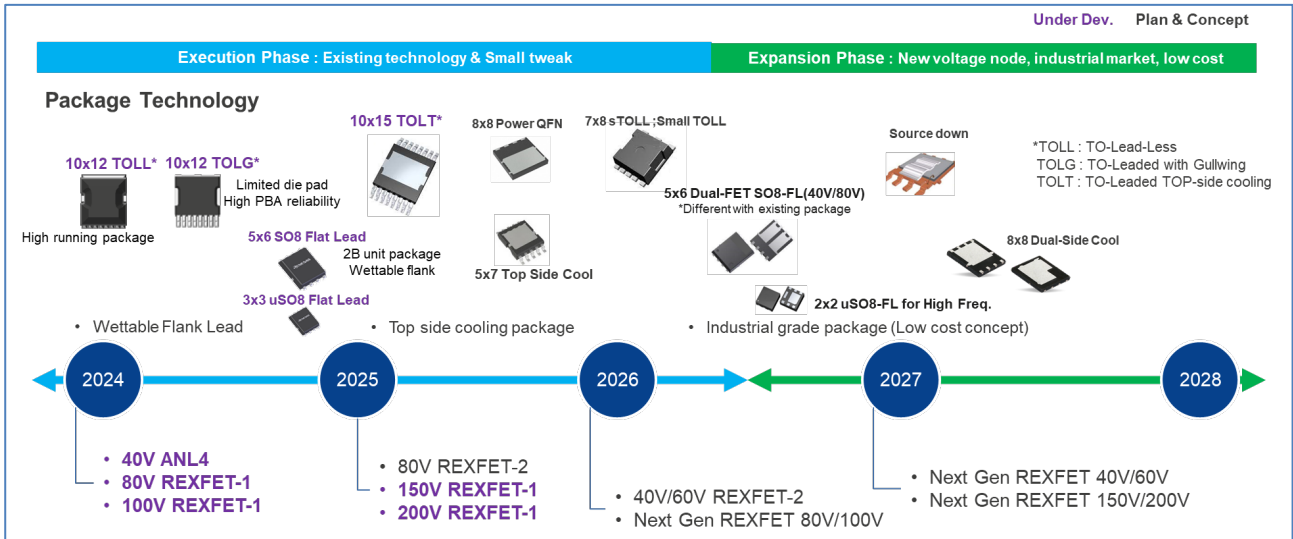 Under Dev. Plan & Concept
Execution Phase : Existing technology & Small tweak
Expansion Phase : New voltage node, industrial market, low cost
Package Technology
10x12 TOLL*
High running package
10x12 TOLG*
Limited die pad
High PBA reliability
5x6 SO8 Flat Lead
3x3 uSO8 Flat Lead
10x15 TOLT*
2B unit package
Wettable flank
8x8 Power QFN
5x7 Top Side Cool
7x8 sTOLL ;Small TOLL
5x6 Dual-FET SO8-FL(40V/80V)
*Different with existing package
2x2 uSO8-FL for High Freq.
Source down
8x8 Dual-Side Cool
*TOLL : TO-Lead-Less
TOLG : TO-Leaded with Gullwing
TOLT : TO-Leaded TOP-side cooling
• Wettable Flank Lead
• Top side cooling package
• Industrial grade package (Low cost concept)
2024
2025
2026
2027
2028
• 40V ANL4
• 80V REXFET-1
• 100V REXFET-1
• 80V REXFET-2
• 150V REXFET-1
• 200V REXFET-1
• 40V/60V REXFET-2
• Next Gen REXFET 80V/100V
• Next Gen REXFET 40V/60V
• Next Gen REXFET 150V/200V